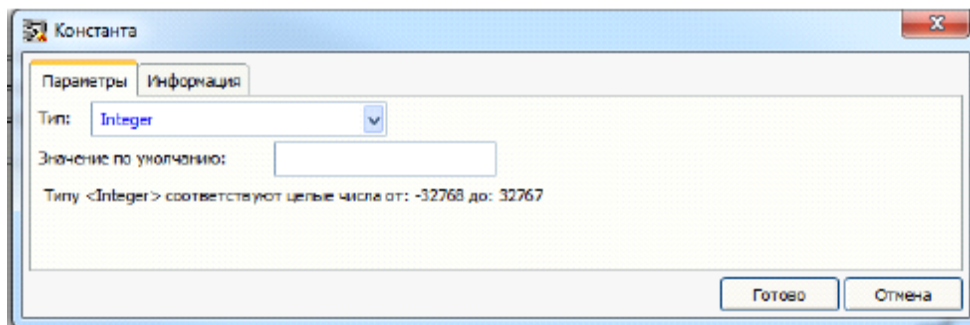 Константа
Параметры Информация
Тип: Integer
Значение по умолчанию:
Типу <Integer> соответствуют целые числа от: -32768 до: 32767
Готово Отмена